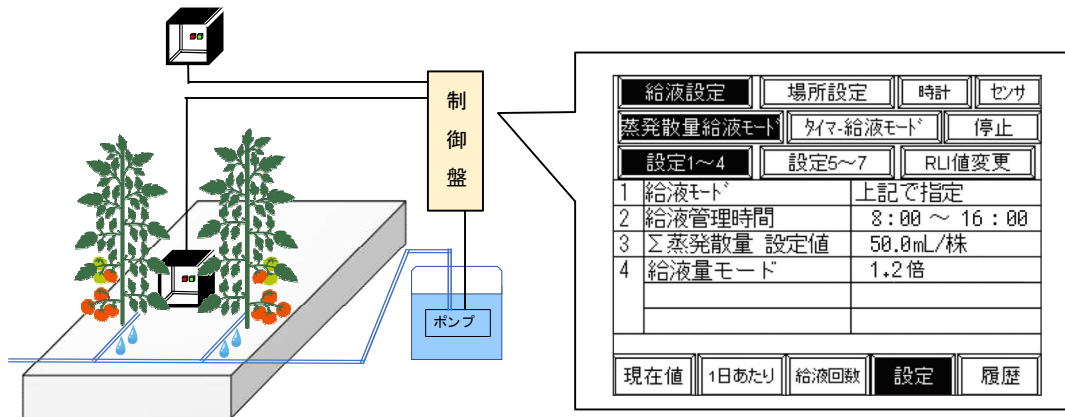 制御盤
ポンプ
給液設定 場所設定 時計 センサ
蒸発散量給液モード タイマ-給液モード 停止
設定1～4 設定5～7 RLI値変更
1 給液モード 上記で指定
2 給液管理時間 8:00 ～ 16:00
3 Σ蒸発散量 設定値 50.0mL/株
4 給液量モード 1.2倍
現在値 1日あたり 給液回数 設定 履歴